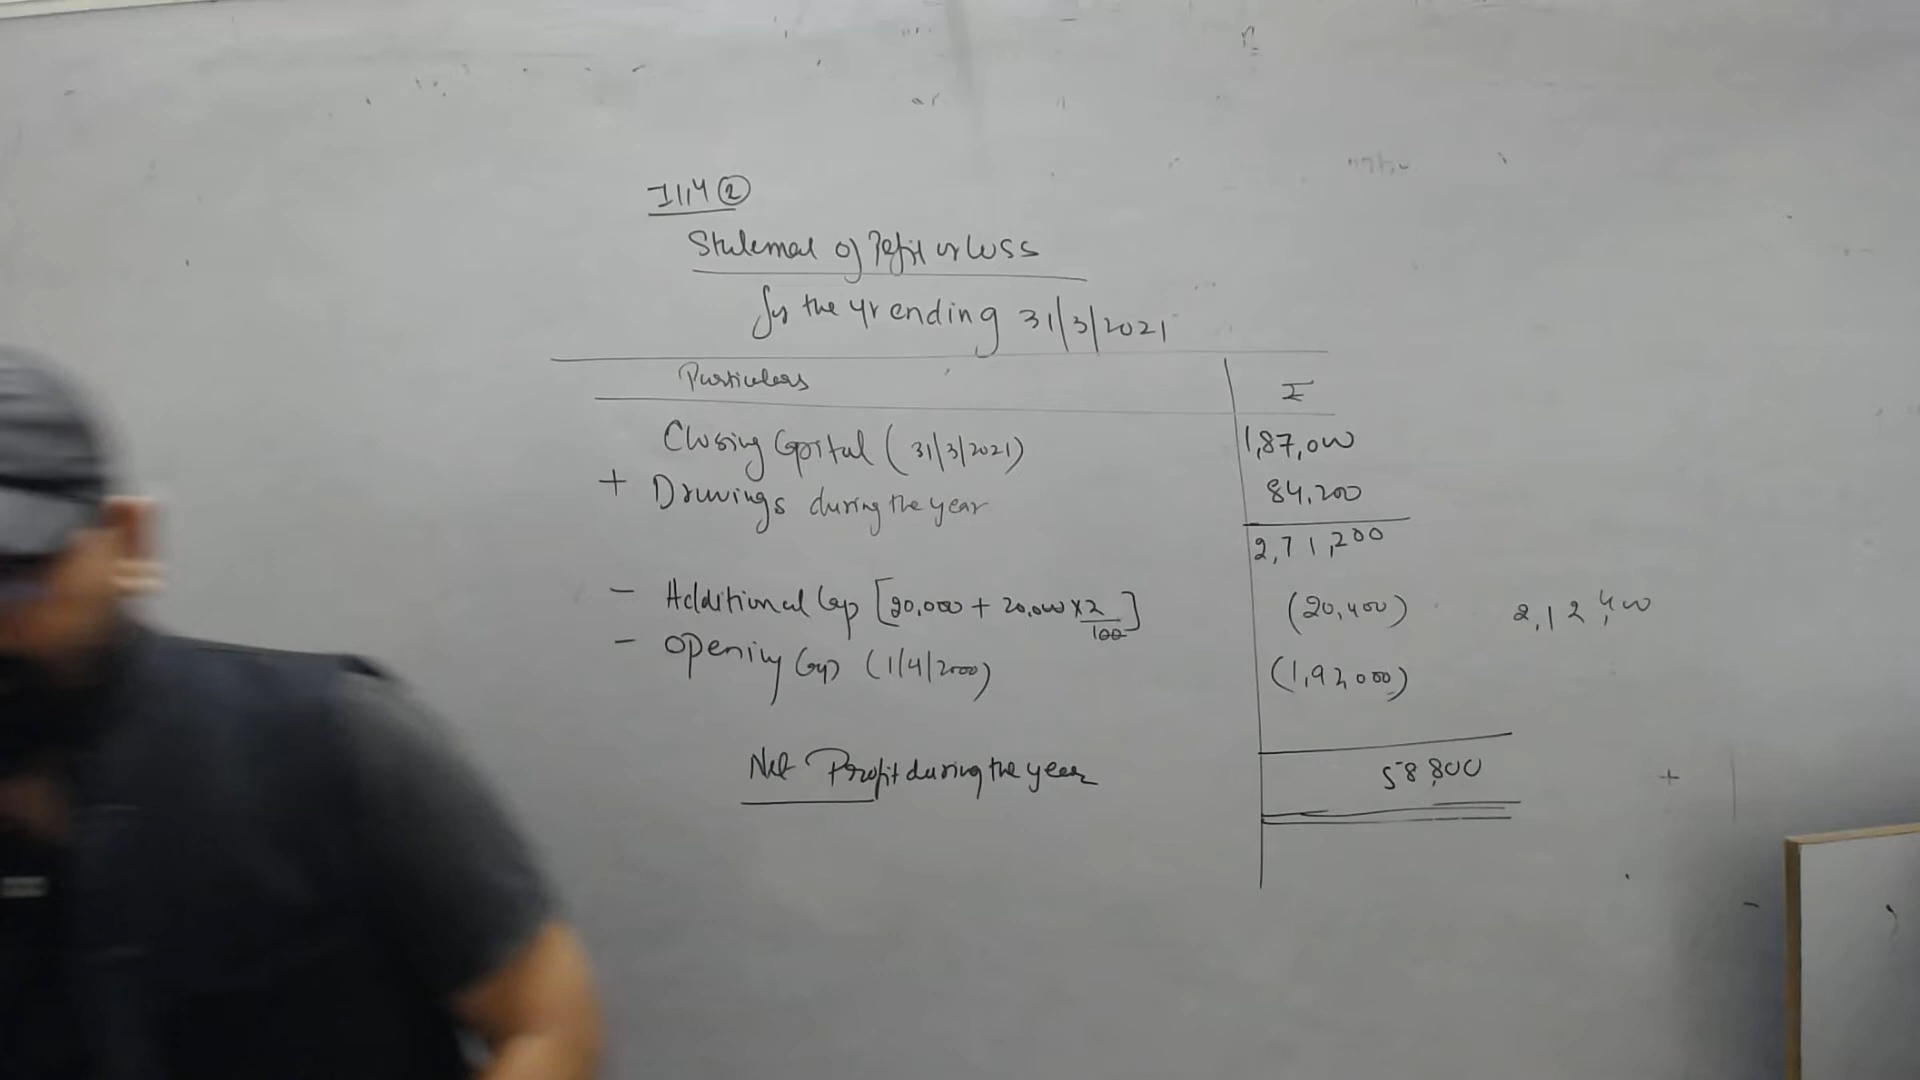 Ill,4 ②
Statement of Profit or Loss
for the yr ending 31/3/2021
Particulars ₹
Closing Capital (31/3/2021) 1,87,000
+ Drawings during the year 84,200
2,71,200
- Additional Cap [20,000 + 20,000 x 2/100] (20,400) 2,12,400
- Opening Cap (1/4/2000) (1,92,000)
Net Profit during the year 58,800